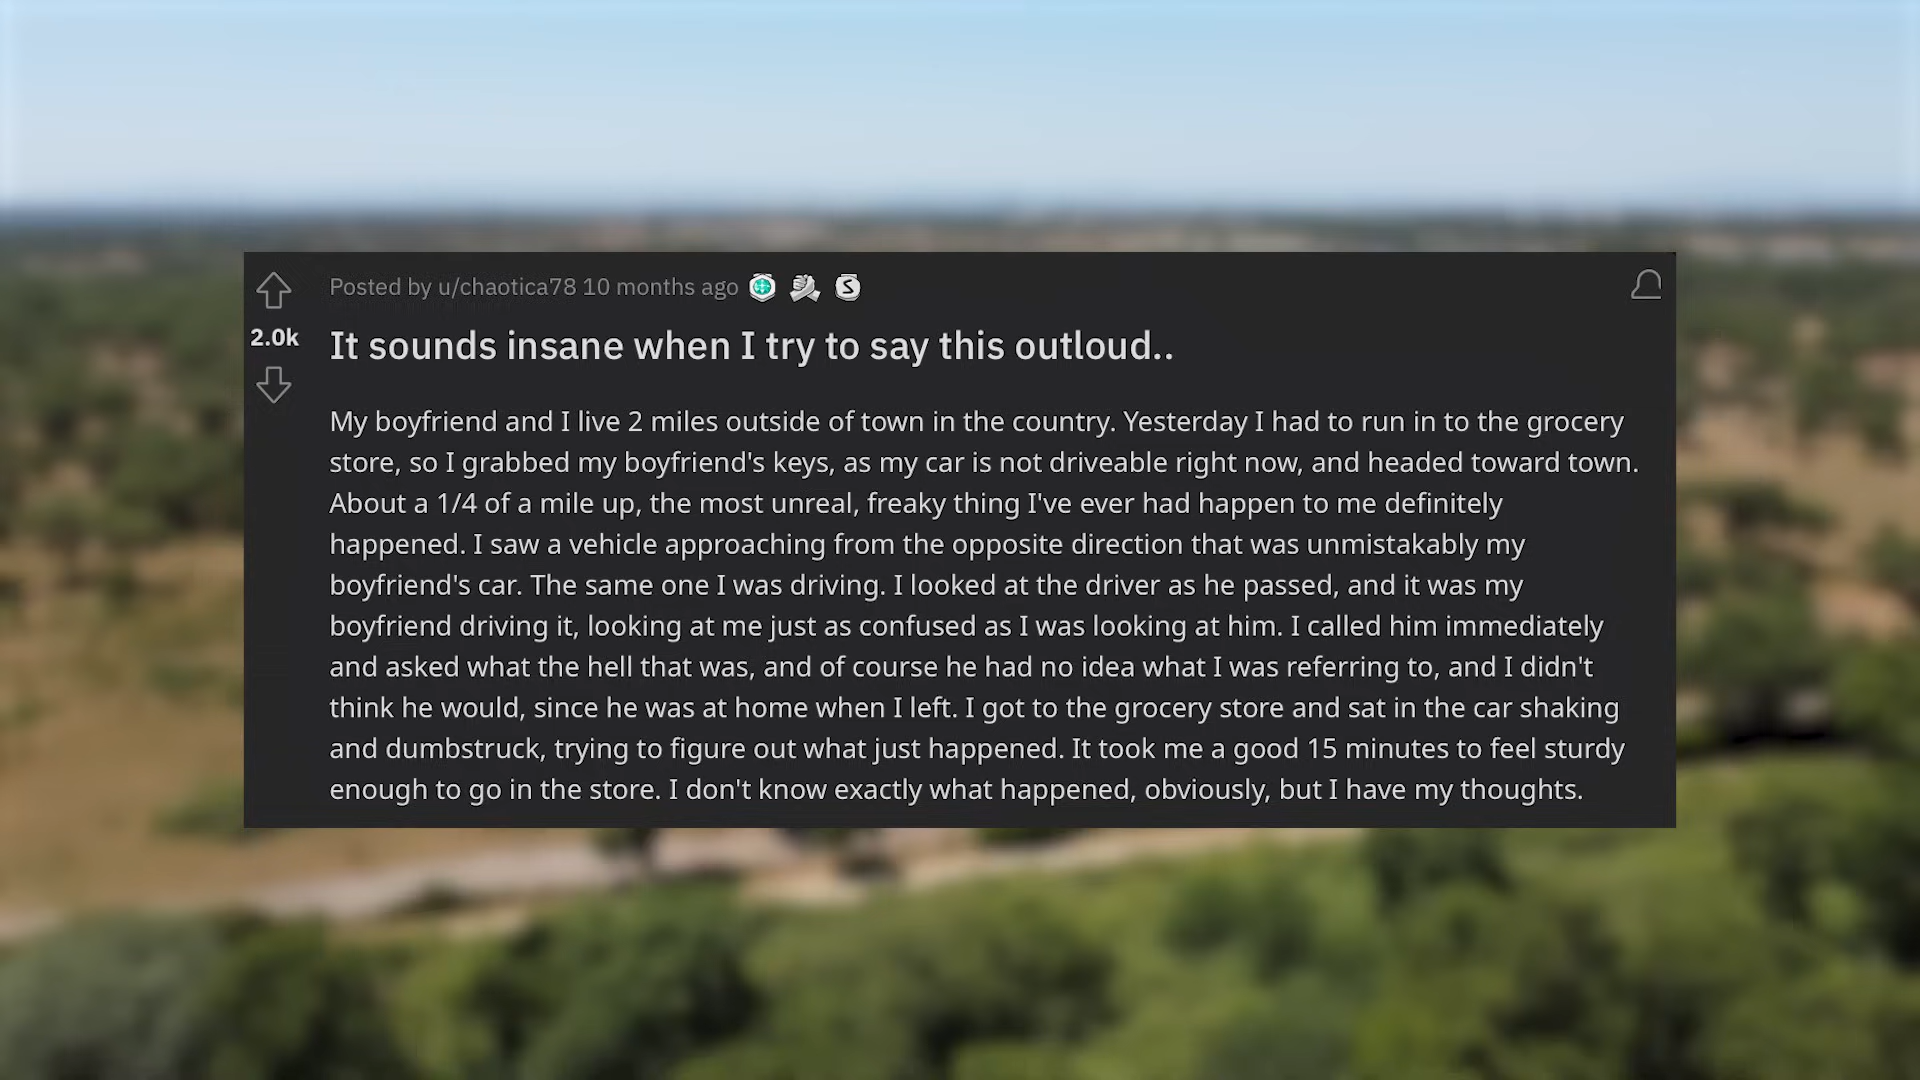 Posted by u/chaotica78 10 months ago
2.0k
It sounds insane when I try to say this outloud..
My boyfriend and I live 2 miles outside of town in the country. Yesterday I had to run in to the grocery
store, so I grabbed my boyfriend's keys, as my car is not driveable right now, and headed toward town.
About a 1/4 of a mile up, the most unreal, freaky thing I've ever had happen to me definitely
happened. I saw a vehicle approaching from the opposite direction that was unmistakably my
boyfriend's car. The same one I was driving. I looked at the driver as he passed, and it was my
boyfriend driving it, looking at me just as confused as I was looking at him. I called him immediately
and asked what the hell that was, and of course he had no idea what I was referring to, and I didn't
think he would, since he was at home when I left. I got to the grocery store and sat in the car shaking
and dumbstruck, trying to figure out what just happened. It took me a good 15 minutes to feel sturdy
enough to go in the store. I don't know exactly what happened, obviously, but I have my thoughts.